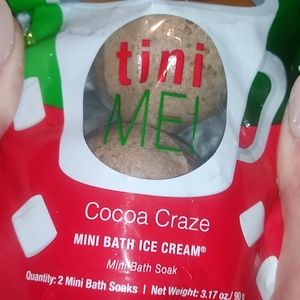 tini
ME!
Cocoa Craze
MINI BATH ICE CREAM®
Mini Bath Soak
Quantity: 2 Mini Bath Soaks | Net Weight: 3.17 oz/90